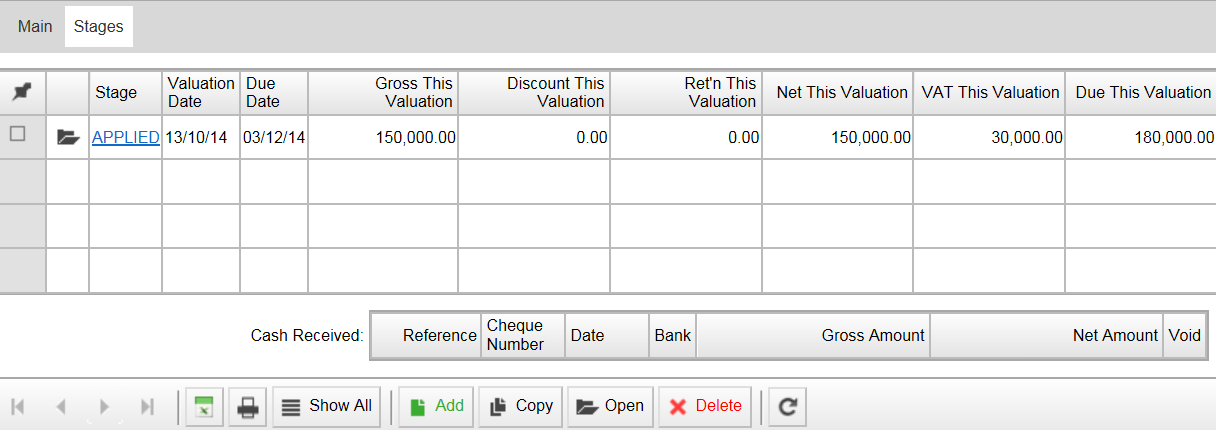 Main Stages
Stage Valuation Date Due Date Gross This Valuation Discount This Valuation Ret'n This Valuation Net This Valuation VAT This Valuation Due This Valuation
APPLIED 13/10/14 03/12/14 150,000.00 0.00 0.00 150,000.00 30,000.00 180,000.00
Cash Received: Reference Cheque Number Date Bank Gross Amount Net Amount Void
Show All Add Copy Open Delete